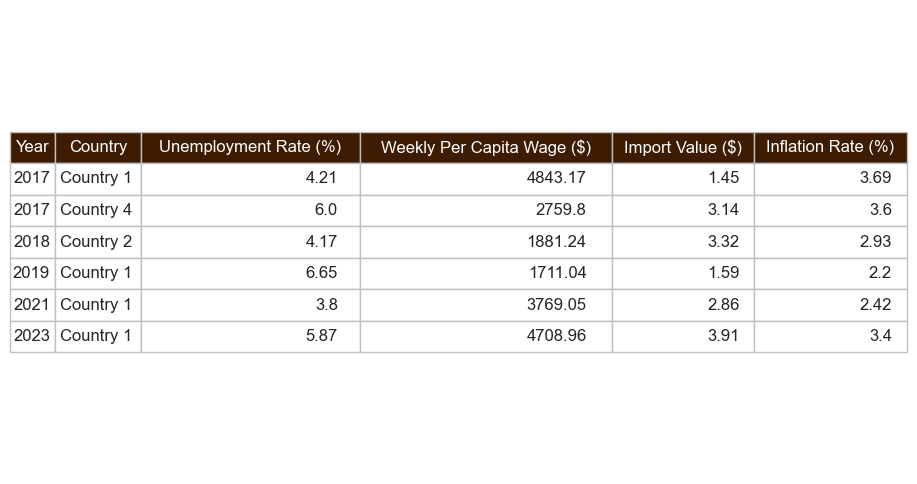 Year Country Unemployment Rate (%) Weekly Per Capita Wage ($) Import Value ($) Inflation Rate (%)
2017 Country 1 4.21 4843.17 1.45 3.69
2017 Country 4 6.0 2759.8 3.14 3.6
2018 Country 2 4.17 1881.24 3.32 2.93
2019 Country 1 6.65 1711.04 1.59 2.2
2021 Country 1 3.8 3769.05 2.86 2.42
2023 Country 1 5.87 4708.96 3.91 3.4